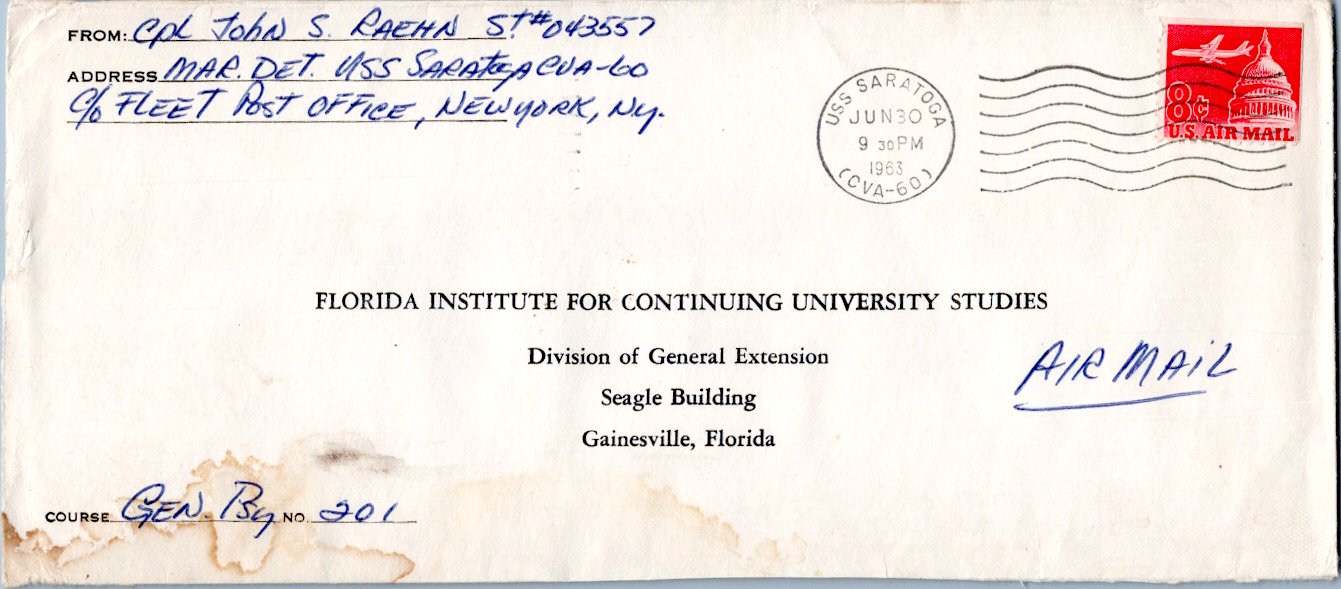 FROM: Cpl John S. RAEHN St# 043557
ADDRESS MAR. DET. USS SARATOGA CVA-60
c/o FLEET POST OFFICE, NEW YORK, NY.
USS SARATOGA
JUN 30
9 30 PM
1963
(CVA-60)
8¢
U.S. AIR MAIL
FLORIDA INSTITUTE FOR CONTINUING UNIVERSITY STUDIES
Division of General Extension
Seagle Building
Gainesville, Florida
AIR MAIL
COURSE GEN. By NO. 201